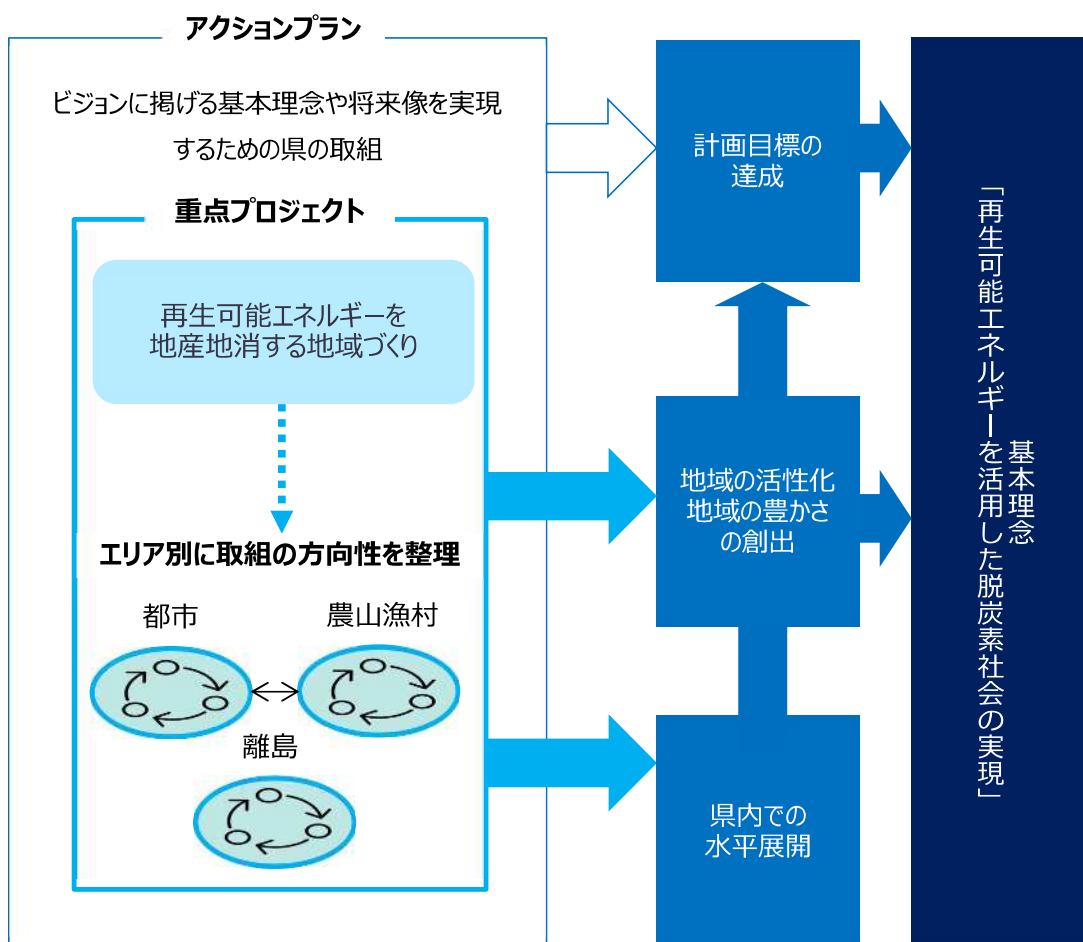 アクションプラン
ビジョンに掲げる基本理念や将来像を実現
するための県の取組
重点プロジェクト
再生可能エネルギーを
地産地消する地域づくり
エリア別に取組の方向性を整理
都市
農山漁村
離島
計画目標の
達成
地域の活性化
地域の豊かさ
の創出
県内での
水平展開
基本理念
「再生可能エネルギーを活用した脱炭素社会の実現」